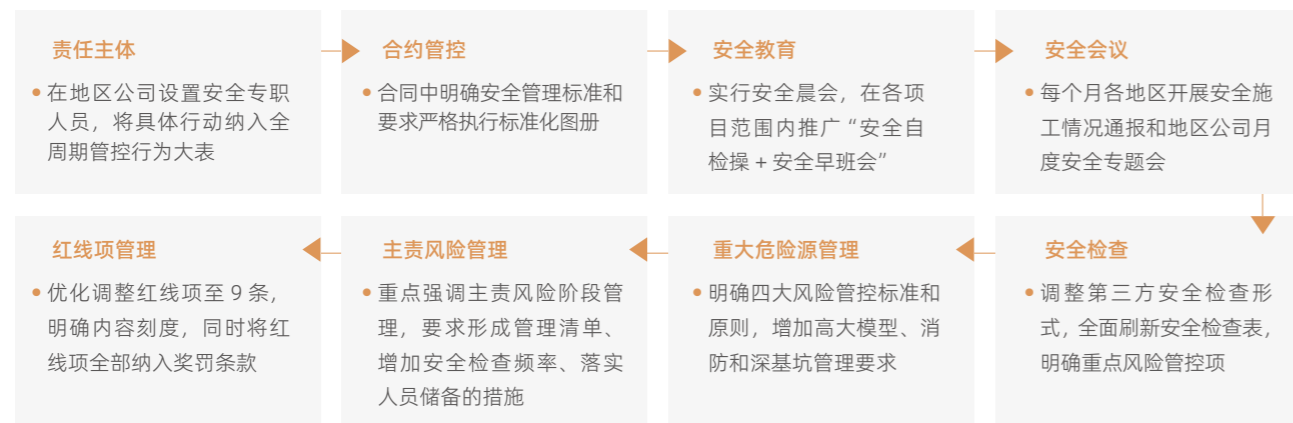 责任主体
在地区公司设置安全专职
人员，将具体行动纳入全
周期管控行为大表
合约管控
合同中明确安全管理标准和
要求严格执行标准化图册
安全教育
实行安全晨会，在各项
目范围内推广“安全自
检操 + 安全早班会”
安全会议
每个月各地区开展安全施
工情况通报和地区公司月
度安全专题会
安全检查
调整第三方安全检查形
式，全面刷新安全检查表，
明确重点风险管控项
重大危险源管理
明确四大风险管控标准和
原则，增加高大模型、消
防和深基坑管理要求
主责风险管理
重点强调主责风险阶段管
理，要求形成管理清单、
增加安全检查频率、落实
人员储备的措施
红线项管理
优化调整红线项至 9 条，
明确内容刻度，同时将红
线项全部纳入奖罚条款